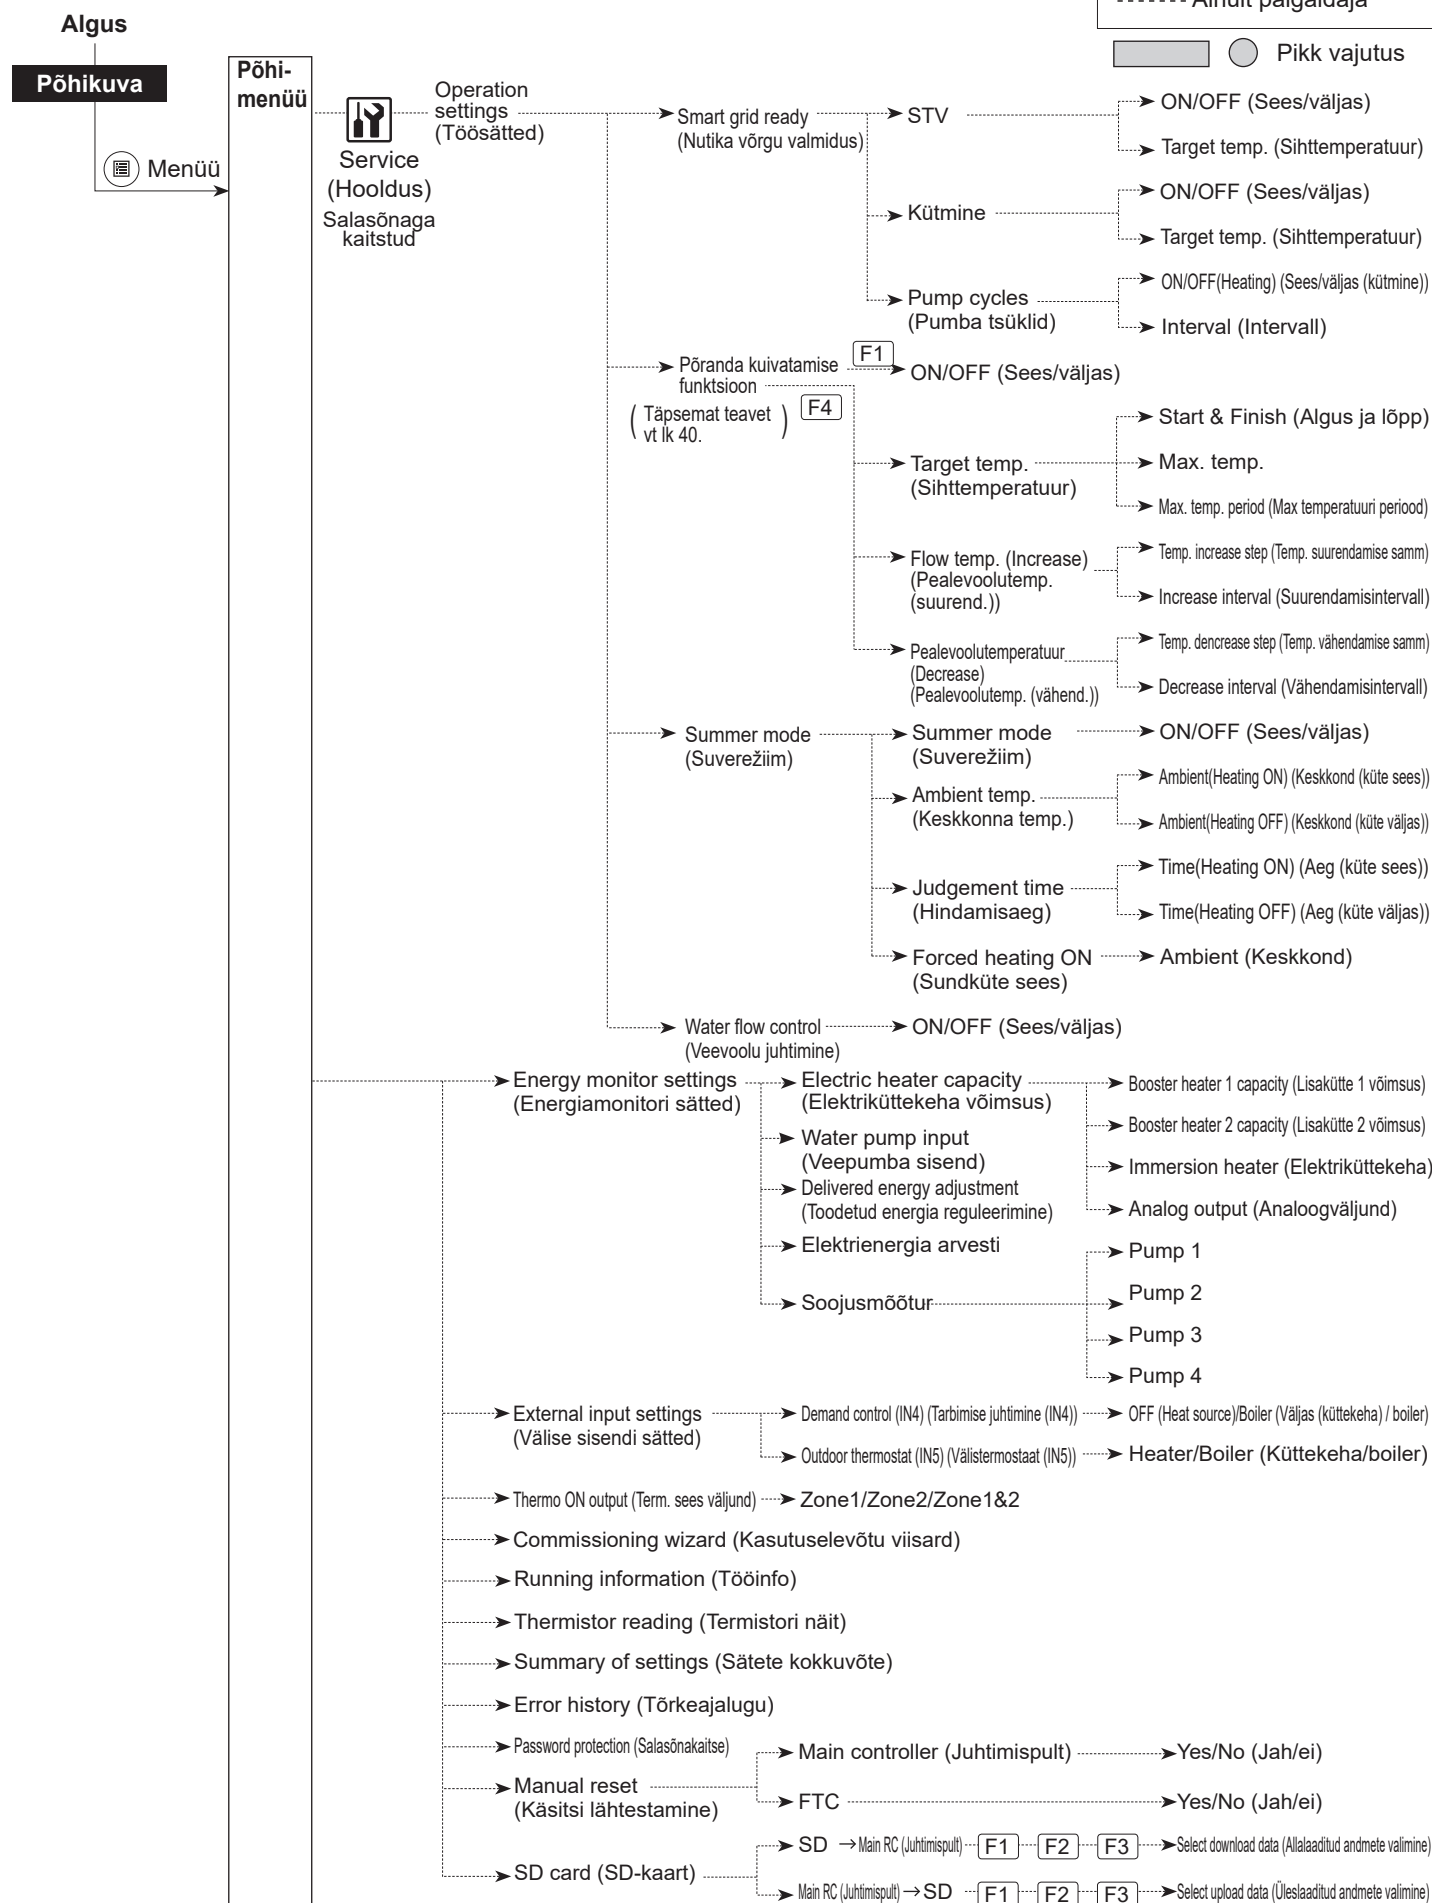 Ainult paigaldaja
Algus
Pikk vajutus
Põhikuva
Põhi-
menüü
Menüü
Service
(Hooldus)
Salasõnaga
kaitstud
Operation
settings
(Töösätted)
Smart grid ready
(Nutika võrgu valmidus)
STV
ON/OFF (Sees/väljas)
Target temp. (Sihttemperatuur)
Kütmine
ON/OFF (Sees/väljas)
Target temp. (Sihttemperatuur)
Pump cycles
(Pumba tsüklid)
ON/OFF(Heating) (Sees/väljas (kütmine))
Interval (Intervall)
Põranda kuivatamise
funktsioon
( Täpsemat teavet
vt lk 40. )
F1
ON/OFF (Sees/väljas)
F4
Target temp.
(Sihttemperatuur)
Start & Finish (Algus ja lõpp)
Max. temp.
Max. temp. period (Max temperatuuri periood)
Flow temp. (Increase)
(Pealevoolutemp.
(suurend.))
Temp. increase step (Temp. suurendamise samm)
Increase interval (Suurendamisintervall)
Pealevoolutemperatuur
(Decrease)
(Pealevoolutemp. (vähend.))
Temp. dencrease step (Temp. vähendamise samm)
Decrease interval (Vähendamisintervall)
Summer mode
(Suverežiim)
Summer mode
(Suverežiim)
ON/OFF (Sees/väljas)
Ambient temp.
(Keskkonna temp.)
Ambient(Heating ON) (Keskkond (küte sees))
Ambient(Heating OFF) (Keskkond (küte väljas))
Judgement time
(Hindamisaeg)
Time(Heating ON) (Aeg (küte sees))
Time(Heating OFF) (Aeg (küte väljas))
Forced heating ON
(Sundküte sees)
Ambient (Keskkond)
Water flow control
(Veevoolu juhtimine)
ON/OFF (Sees/väljas)
Energy monitor settings
(Energiamonitori sätted)
Electric heater capacity
(Elektriküttekeha võimsus)
Booster heater 1 capacity (Lisakütte 1 võimsus)
Booster heater 2 capacity (Lisakütte 2 võimsus)
Immersion heater (Elektriküttekeha)
Analog output (Analoogväljund)
Water pump input
(Veepumba sisend)
Delivered energy adjustment
(Toodetud energia reguleerimine)
Elektrienergia arvesti
Soojusmõõtur
Pump 1
Pump 2
Pump 3
Pump 4
External input settings
(Välise sisendi sätted)
Demand control (IN4) (Tarbimise juhtimine (IN4))
OFF (Heat source)/Boiler (Väljas (küttekeha) / boiler)
Outdoor thermostat (IN5) (Välistermostaat (IN5))
Heater/Boiler (Küttekeha/boiler)
Thermo ON output (Term. sees väljund)
Zone1/Zone2/Zone1&2
Commissioning wizard (Kasutuselevõtu viisard)
Running information (Tööinfo)
Thermistor reading (Termistori näit)
Summary of settings (Sätete kokkuvõte)
Error history (Tõrkeajalugu)
Password protection (Salasõnakaitse)
Manual reset
(Käsitsi lähtestamine)
Main controller (Juhtimispult)
Yes/No (Jah/ei)
FTC
Yes/No (Jah/ei)
SD card (SD-kaart)
SD → Main RC (Juhtimispult)
F1
F2
F3
Select download data (Allalaaditud andmete valimine)
Main RC (Juhtimispult) → SD
F1
F2
F3
Select upload data (Üleslaaditud andmete valimine)